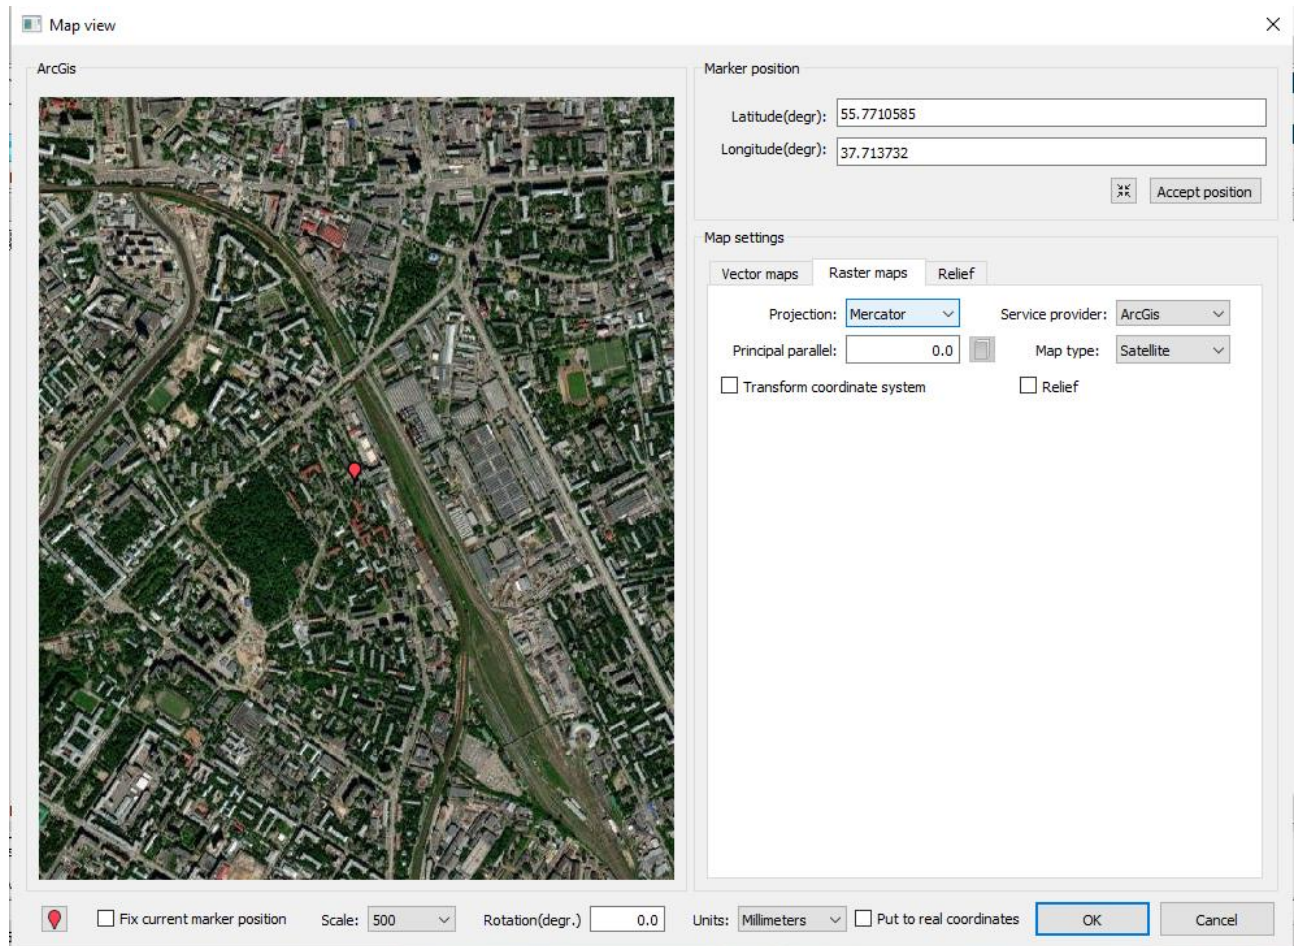 Map view
ArcGis
Marker position
Latitude(degr): 55.7710585
Longitude(degr): 37.713732
Accept position
Map settings
Vector maps Raster maps Relief
Projection: Mercator Service provider: ArcGis
Principal parallel: 0.0 Map type: Satellite
Transform coordinate system Relief
Fix current marker position Scale: 500 Rotation(degr.) 0.0 Units: Millimeters Put to real coordinates OK Cancel